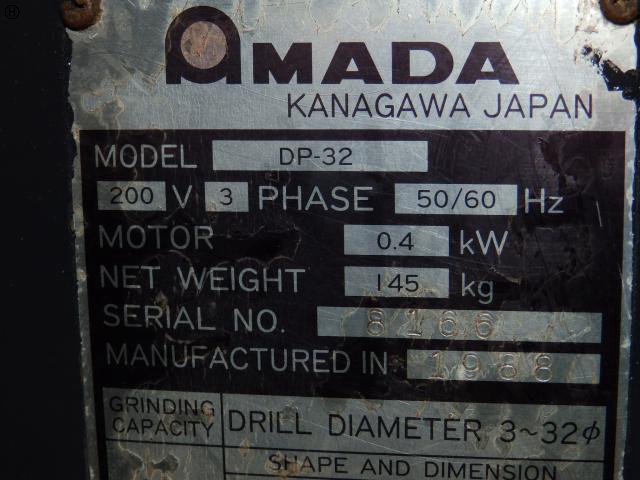 AMADA
KANAGAWA JAPAN
MODEL DP-32
200 V 3 PHASE 50/60 Hz
MOTOR 0.4 kW
NET WEIGHT 145 kg
SERIAL NO. 8166
MANUFACTURED IN 1988
GRINDING CAPACITY
DRILL DIAMETER 3~32φ
SHAPE AND DIMENSION